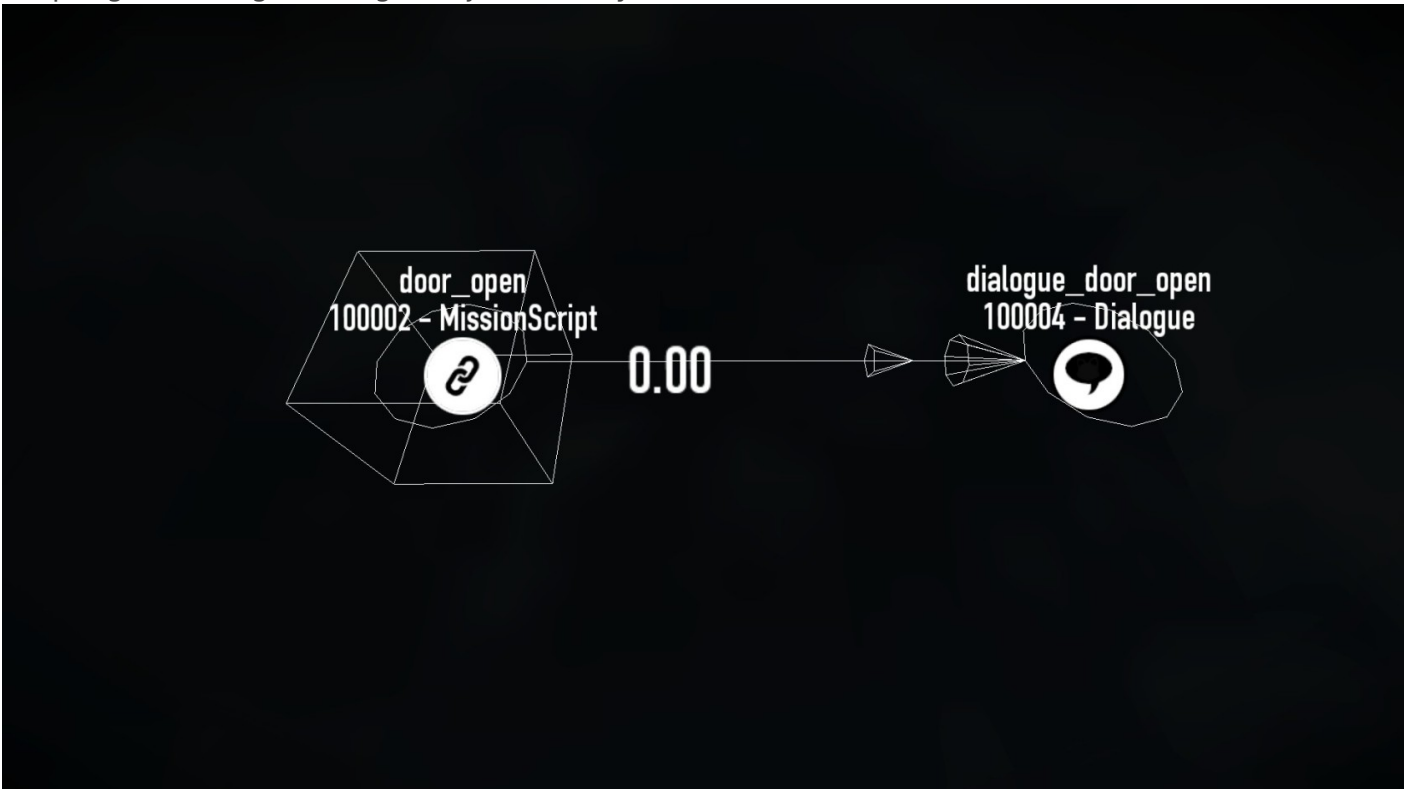 door_open
100002 - MissionScript
0.00
dialogue_door_open
100004 - Dialogue